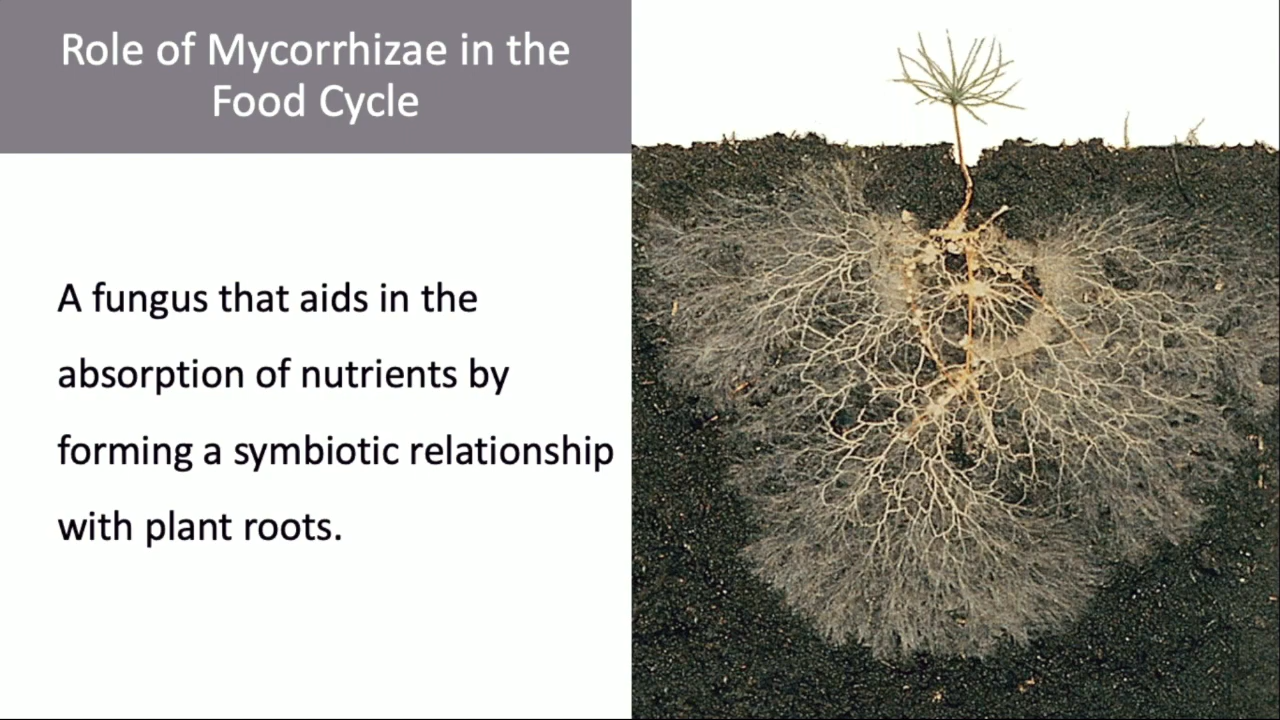 Role of Mycorrhizae in the
Food Cycle
A fungus that aids in the
absorption of nutrients by
forming a symbiotic relationship
with plant roots.